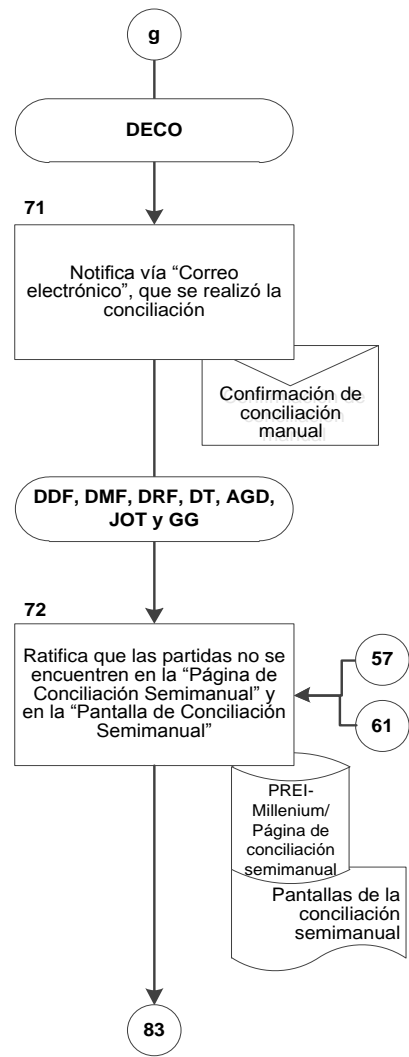 g
DECO
71
Notifica vía “Correo
electrónico”, que se realizó la
conciliación
Confirmación de
conciliación
manual
DDF, DMF, DRF, DT, AGD,
JOT y GG
72
Ratifica que las partidas no se
encuentren en la “Página de
Conciliación Semimanual” y
en la “Pantalla de Conciliación
Semimanual”
57
61
PREI-
Millenium/
Página de
conciliación
semimanual
Pantallas de la
conciliación
semimanual
83